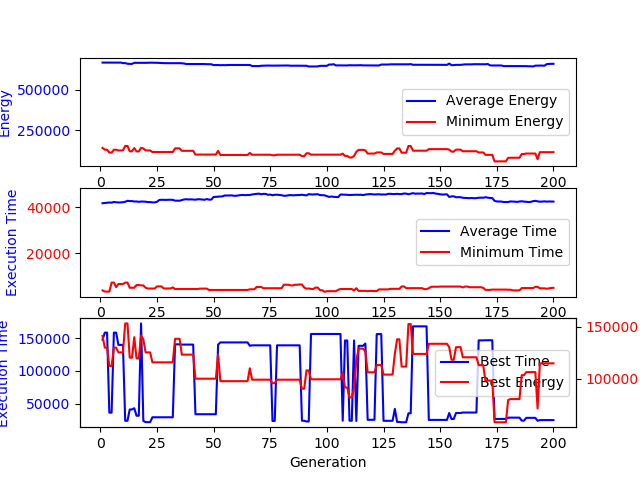 500000
250000
Energy
Average Energy
Minimum Energy
0 25 50 75 100 125 150 175 200
40000
20000
Execution Time
Average Time
Minimum Time
0 25 50 75 100 125 150 175 200
150000
100000
50000
Execution Time
Best Time
Best Energy
150000
100000
0 25 50 75 100 125 150 175 200
Generation